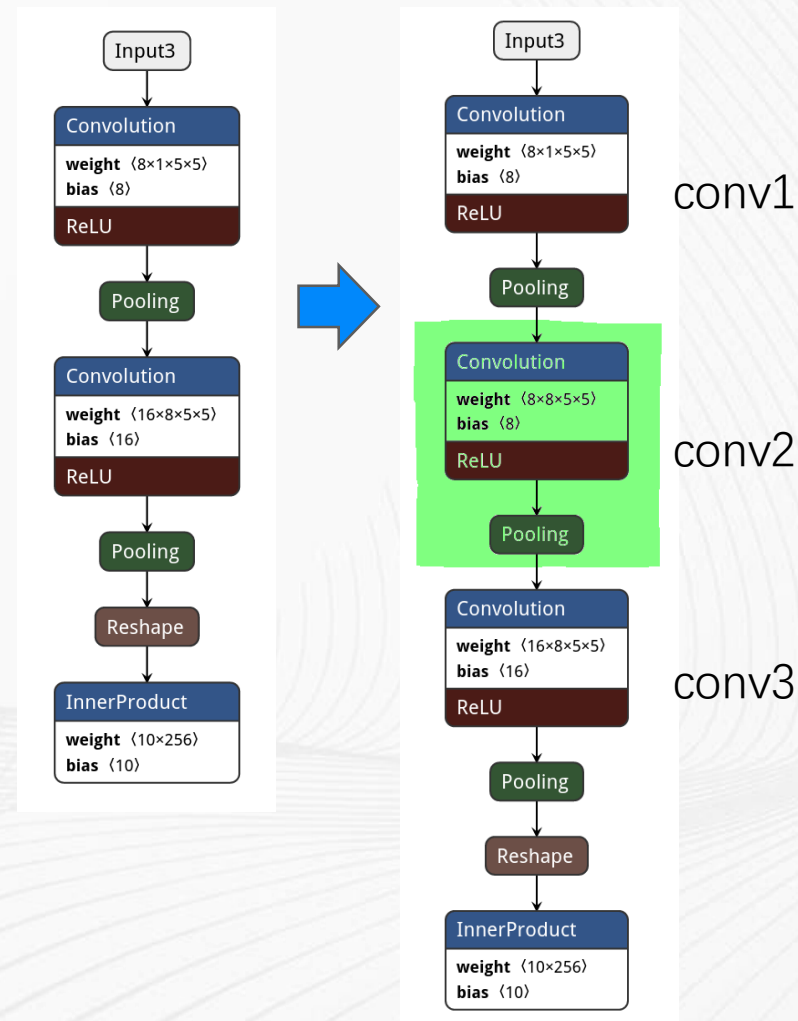 Input3
Convolution
weight ⟨8×1×5×5⟩
bias ⟨8⟩
ReLU
Pooling
Convolution
weight ⟨16×8×5×5⟩
bias ⟨16⟩
ReLU
Pooling
Reshape
InnerProduct
weight ⟨10×256⟩
bias ⟨10⟩
Input3
Convolution
weight ⟨8×1×5×5⟩
bias ⟨8⟩
ReLU
conv1
Pooling
Convolution
weight ⟨8×8×5×5⟩
bias ⟨8⟩
ReLU
conv2
Pooling
Convolution
weight ⟨16×8×5×5⟩
bias ⟨16⟩
ReLU
conv3
Pooling
Reshape
InnerProduct
weight ⟨10×256⟩
bias ⟨10⟩